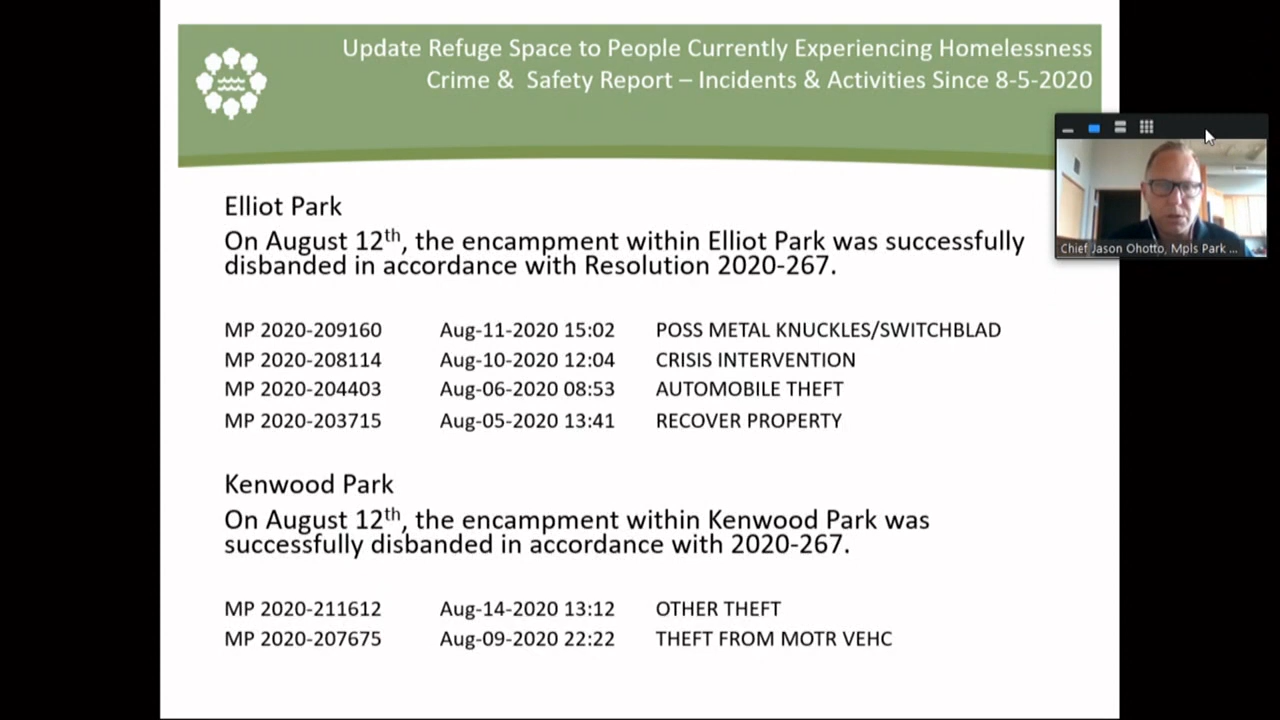 Update Refuge Space to People Currently Experiencing Homelessness
Crime & Safety Report – Incidents & Activities Since 8-5-2020
Chief Jason Ohotto, Mpls Park ...
Elliot Park
On August 12th, the encampment within Elliot Park was successfully
disbanded in accordance with Resolution 2020-267.
MP 2020-209160 Aug-11-2020 15:02 POSS METAL KNUCKLES/SWITCHBLAD
MP 2020-208114 Aug-10-2020 12:04 CRISIS INTERVENTION
MP 2020-204403 Aug-06-2020 08:53 AUTOMOBILE THEFT
MP 2020-203715 Aug-05-2020 13:41 RECOVER PROPERTY
Kenwood Park
On August 12th, the encampment within Kenwood Park was
successfully disbanded in accordance with 2020-267.
MP 2020-211612 Aug-14-2020 13:12 OTHER THEFT
MP 2020-207675 Aug-09-2020 22:22 THEFT FROM MOTR VEHC